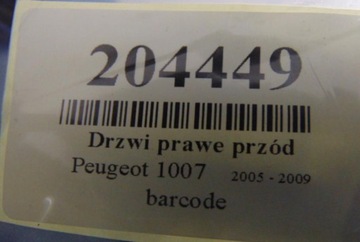 204449
Drzwi prawe przód
Peugeot 1007 2005 - 2009
barcode